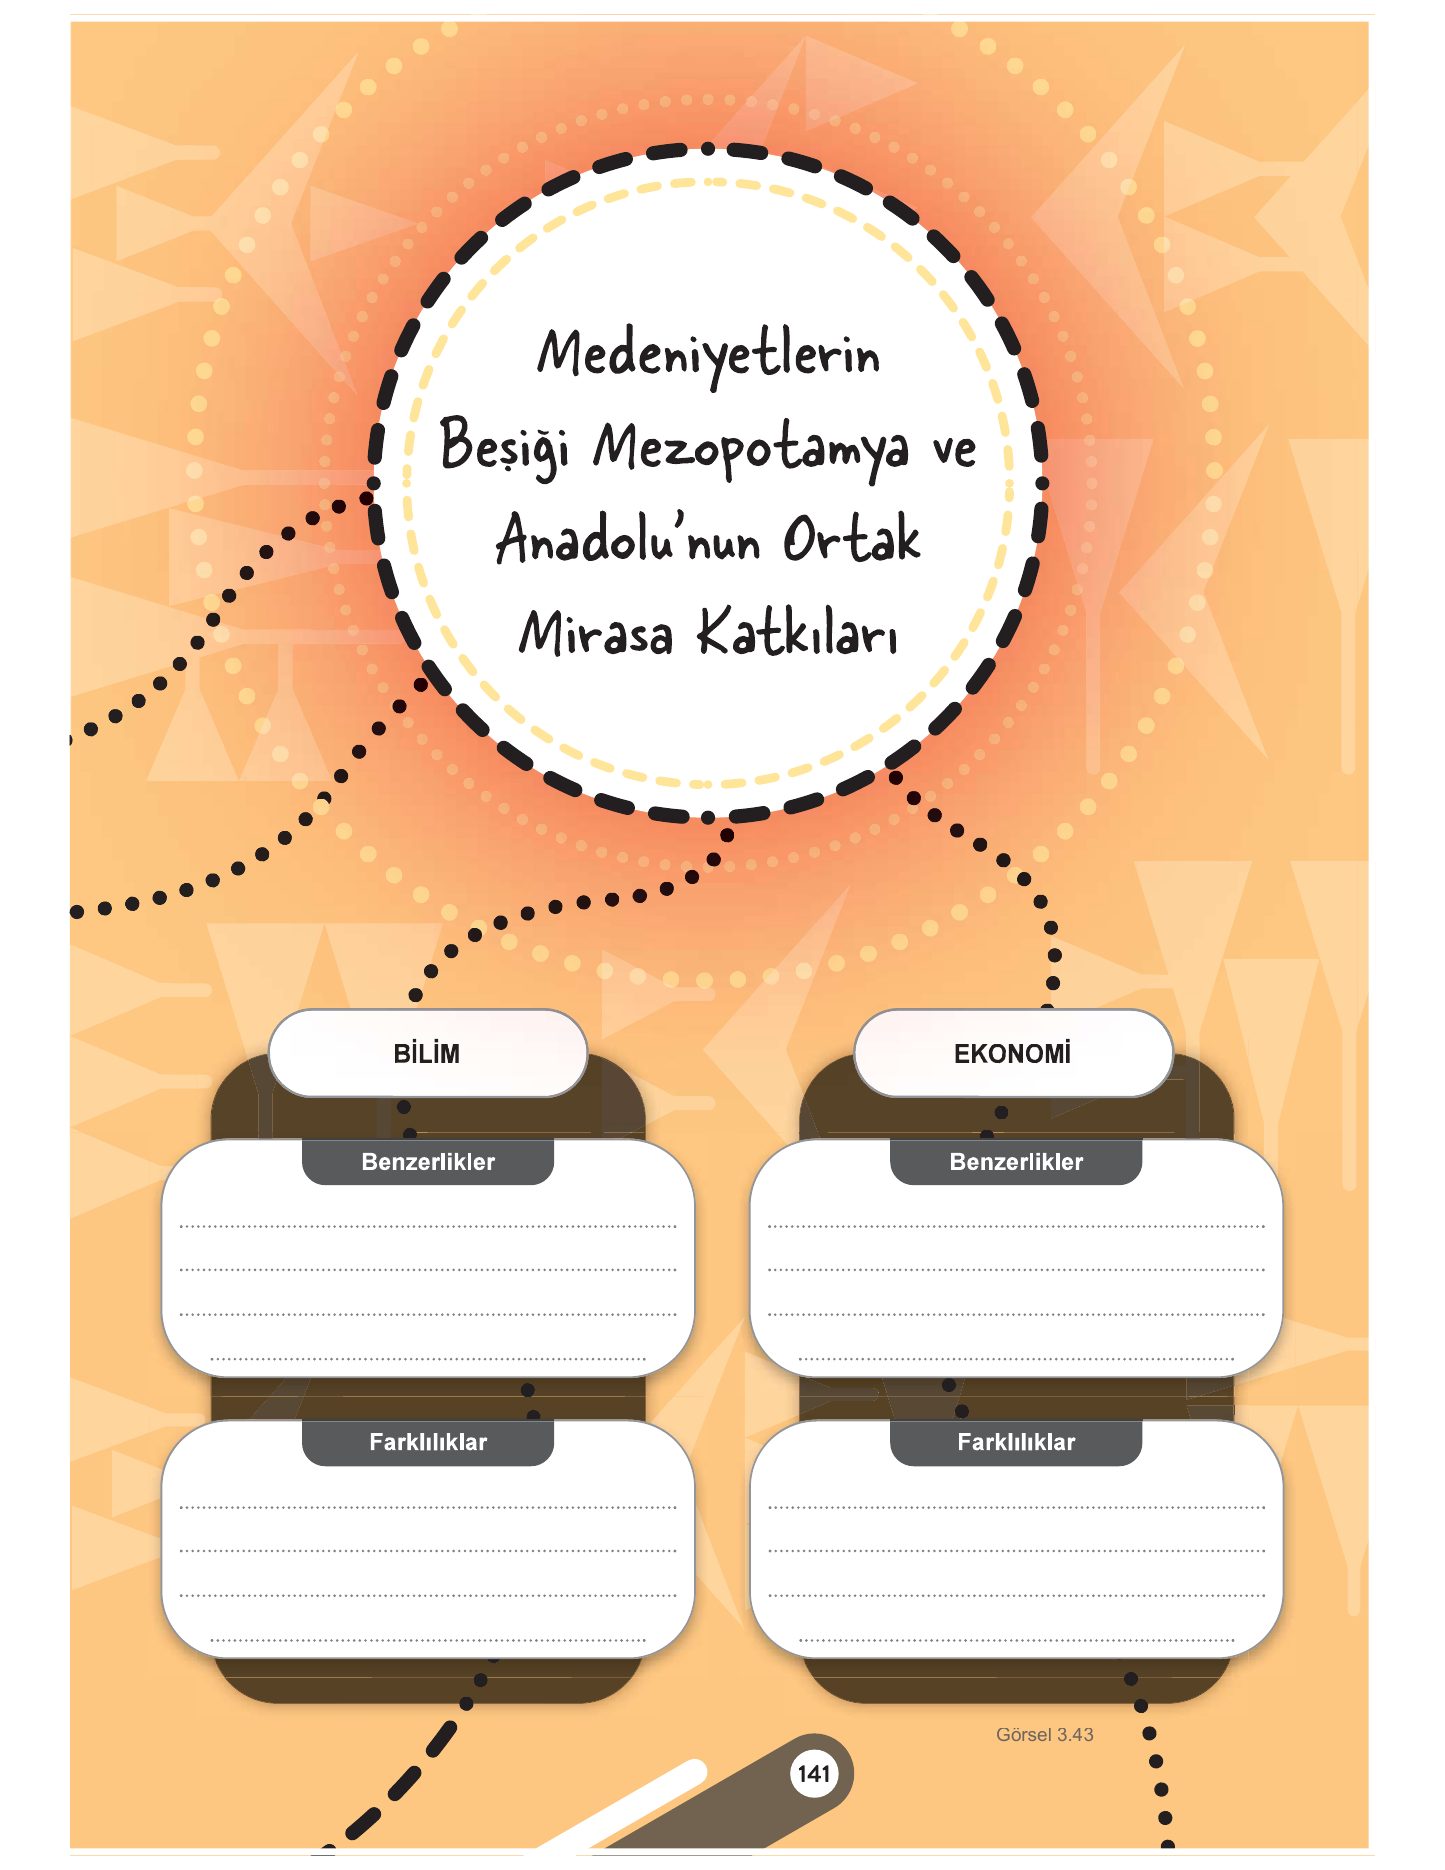 Medeniyetlerin
Beşiği Mezopotamya ve
Anadolu'nun Ortak
Mirasa Katkıları
BİLİM
Benzerlikler
Farklılıklar
EKONOMİ
Benzerlikler
Farklılıklar
Görsel 3.43
141